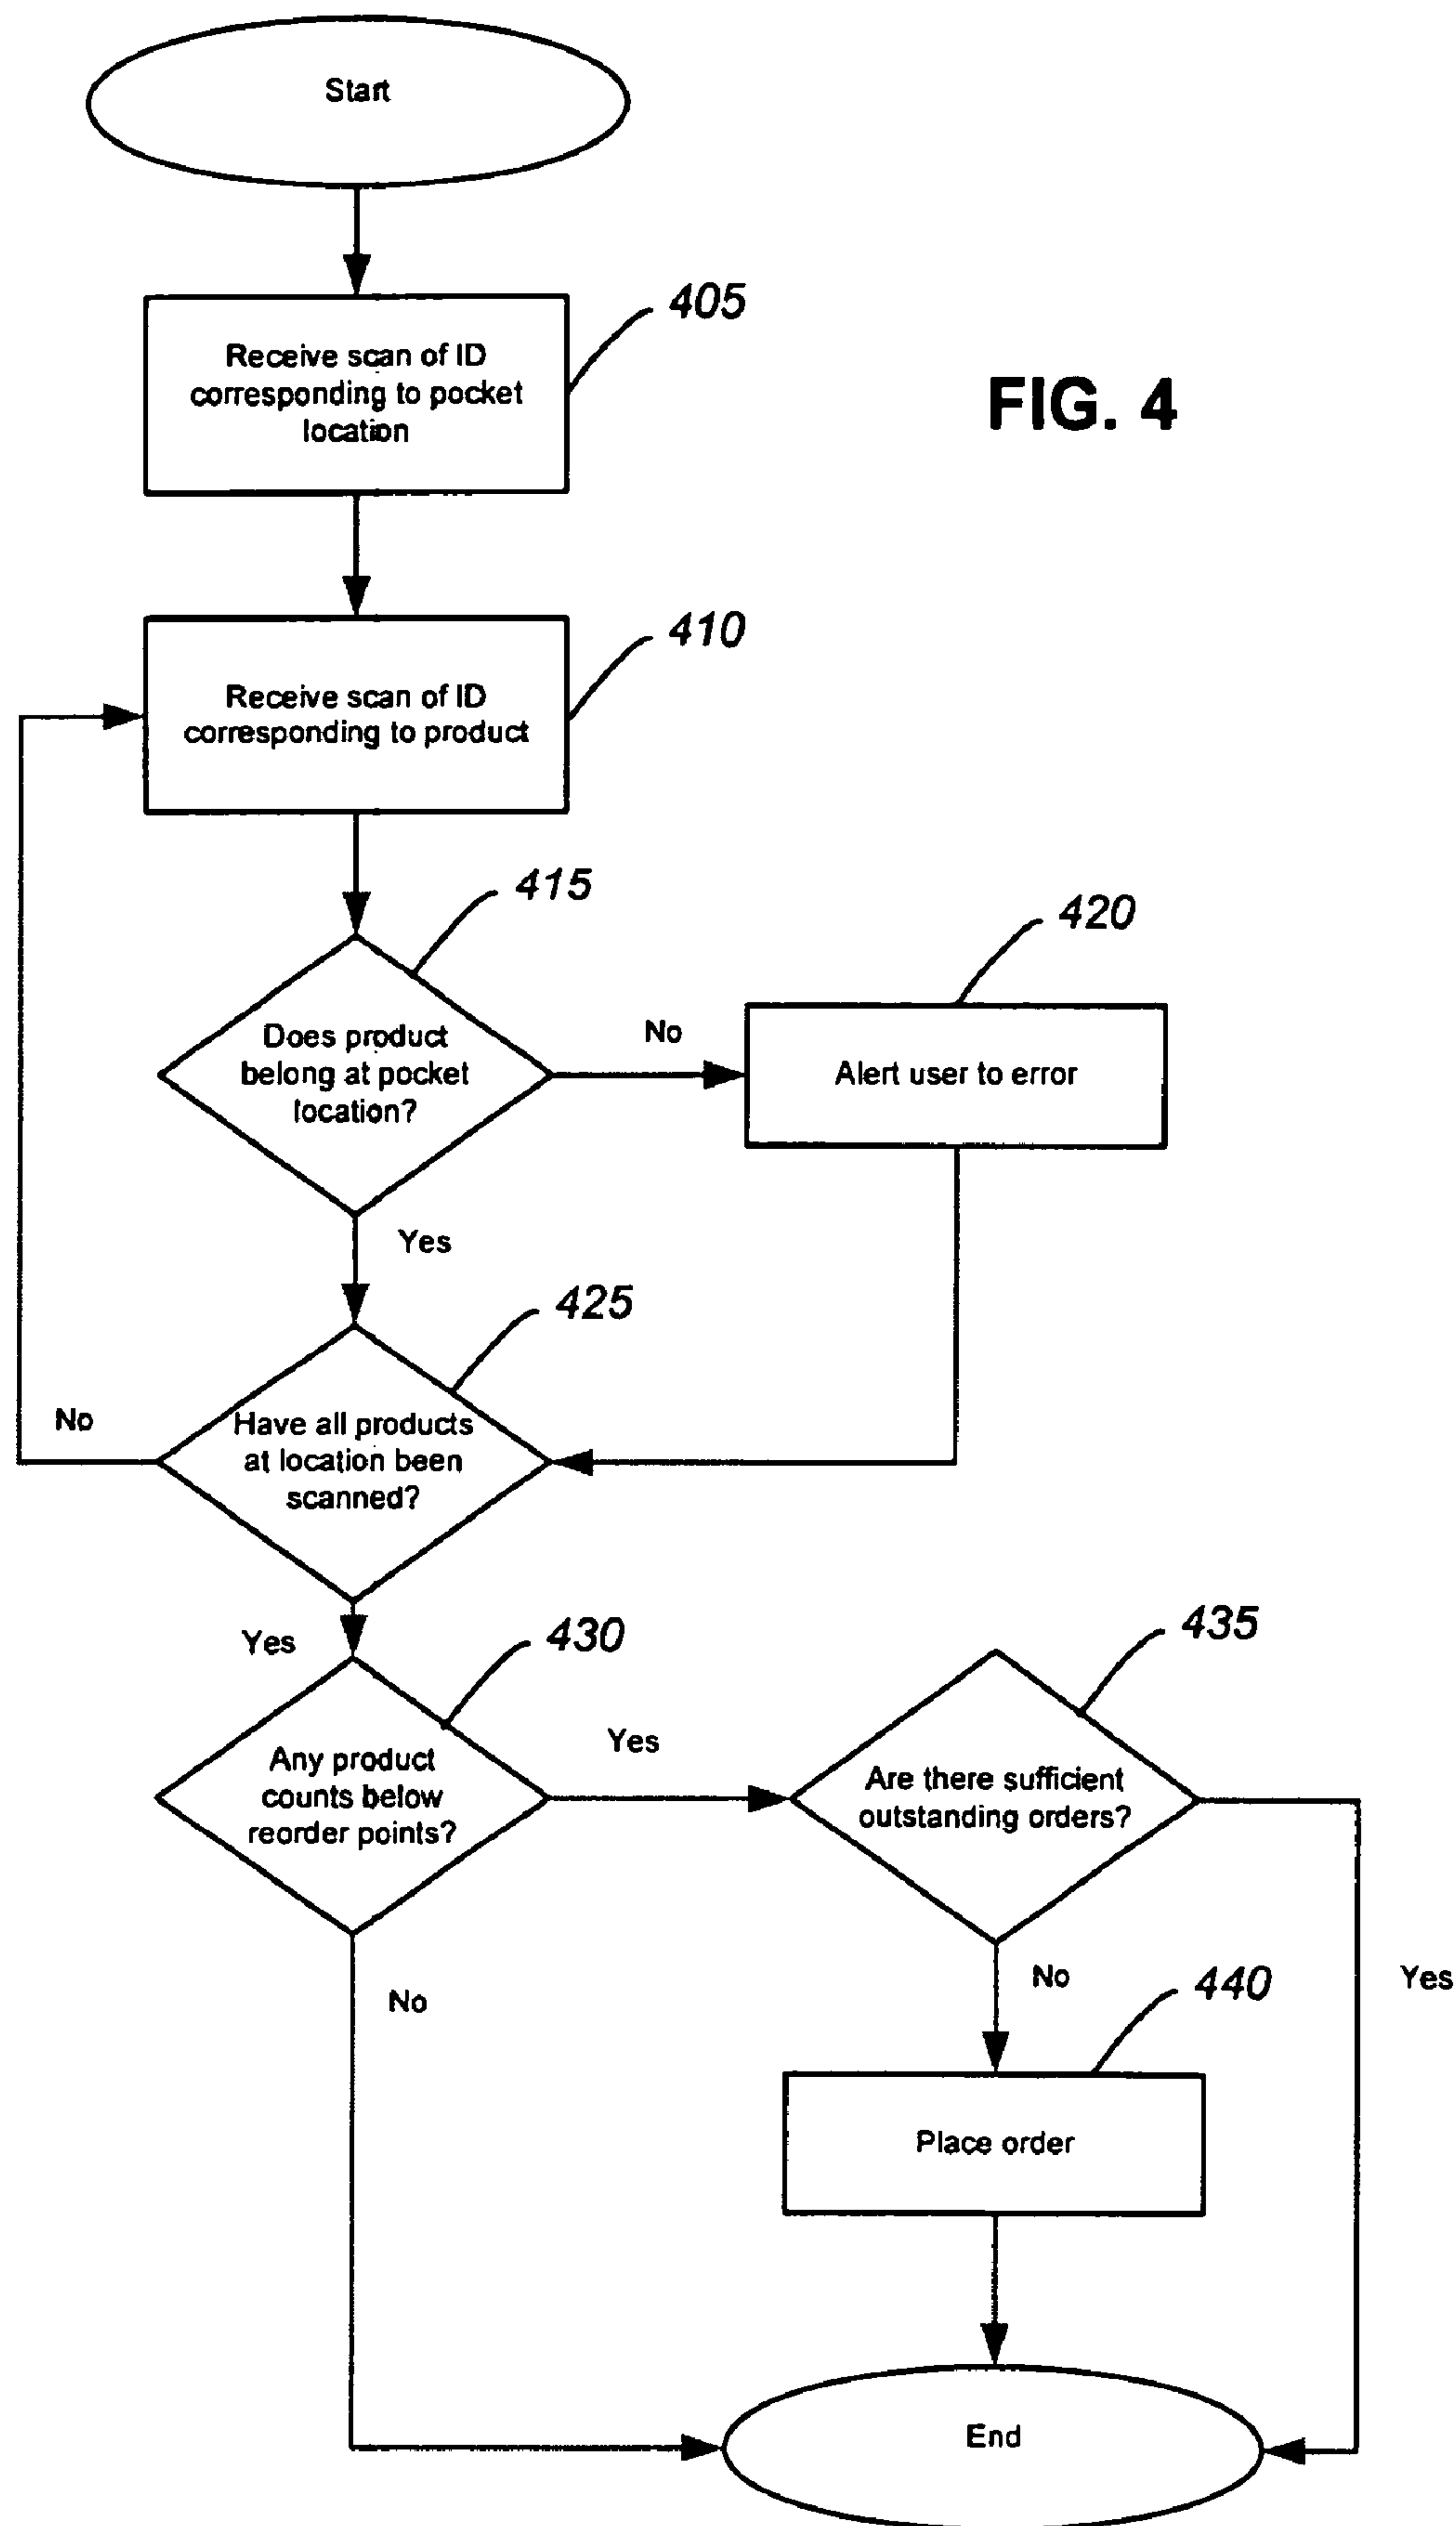 Start
405
Receive scan of ID
corresponding to pocket
location
FIG. 4
410
Receive scan of ID
corresponding to product
415
420
Does product
belong at pocket
location?
No
Alert user to error
Yes
425
Have all products
at location been
scanned?
No
Yes
430
435
Any product
counts below
reorder points?
Yes
Are there sufficient
outstanding orders?
No
No
Yes
440
Place order
End